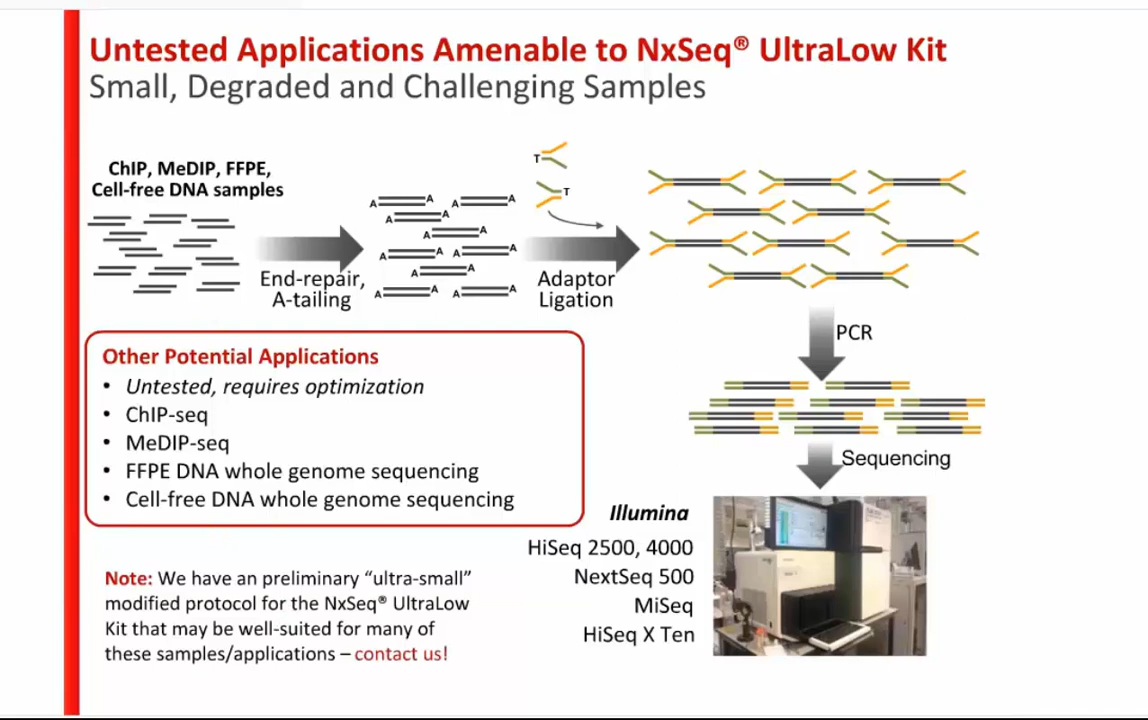 Untested Applications Amenable to NxSeq® UltraLow Kit
Small, Degraded and Challenging Samples
ChIP, MeDIP, FFPE,
Cell-free DNA samples
End-repair,
A-tailing
A A
A A
A A
A A
A A
A A
A A
A A
A A
T
T
Adaptor
Ligation
PCR
Sequencing
Other Potential Applications
• Untested, requires optimization
• ChIP-seq
• MeDIP-seq
• FFPE DNA whole genome sequencing
• Cell-free DNA whole genome sequencing
Illumina
HiSeq 2500, 4000
NextSeq 500
MiSeq
HiSeq X Ten
Note: We have an preliminary “ultra-small”
modified protocol for the NxSeq® UltraLow
Kit that may be well-suited for many of
these samples/applications – contact us!